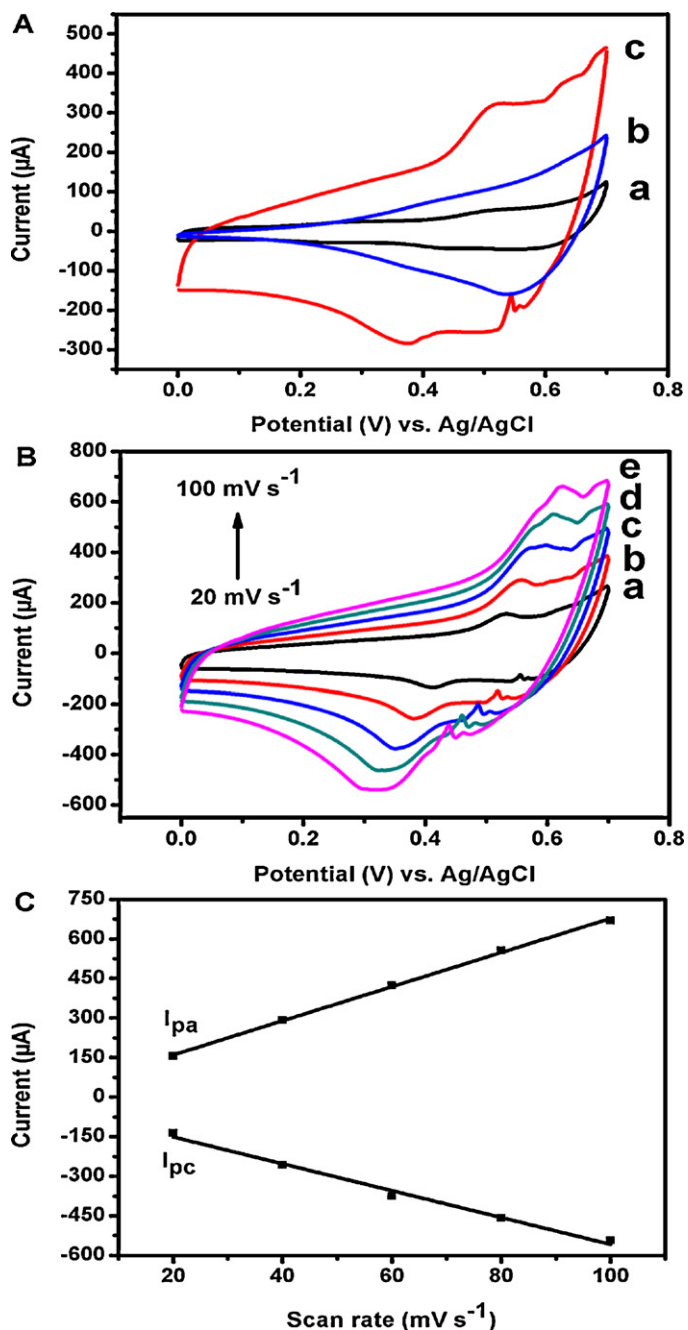 A
500
400
300
200
100
0
-100
-200
-300
Current (µA)
c
b
a
0.0 0.2 0.4 0.6 0.8
Potential (V) vs. Ag/AgCl
B
800
600
400
200
0
-200
-400
-600
Current (µA)
100 mV s⁻¹
20 mV s⁻¹
e
d
c
b
a
0.0 0.2 0.4 0.6 0.8
Potential (V) vs. Ag/AgCl
C
750
600
450
300
150
0
-150
-300
-450
-600
Current (µA)
Ipa
Ipc
20 40 60 80 100
Scan rate (mV s⁻¹)